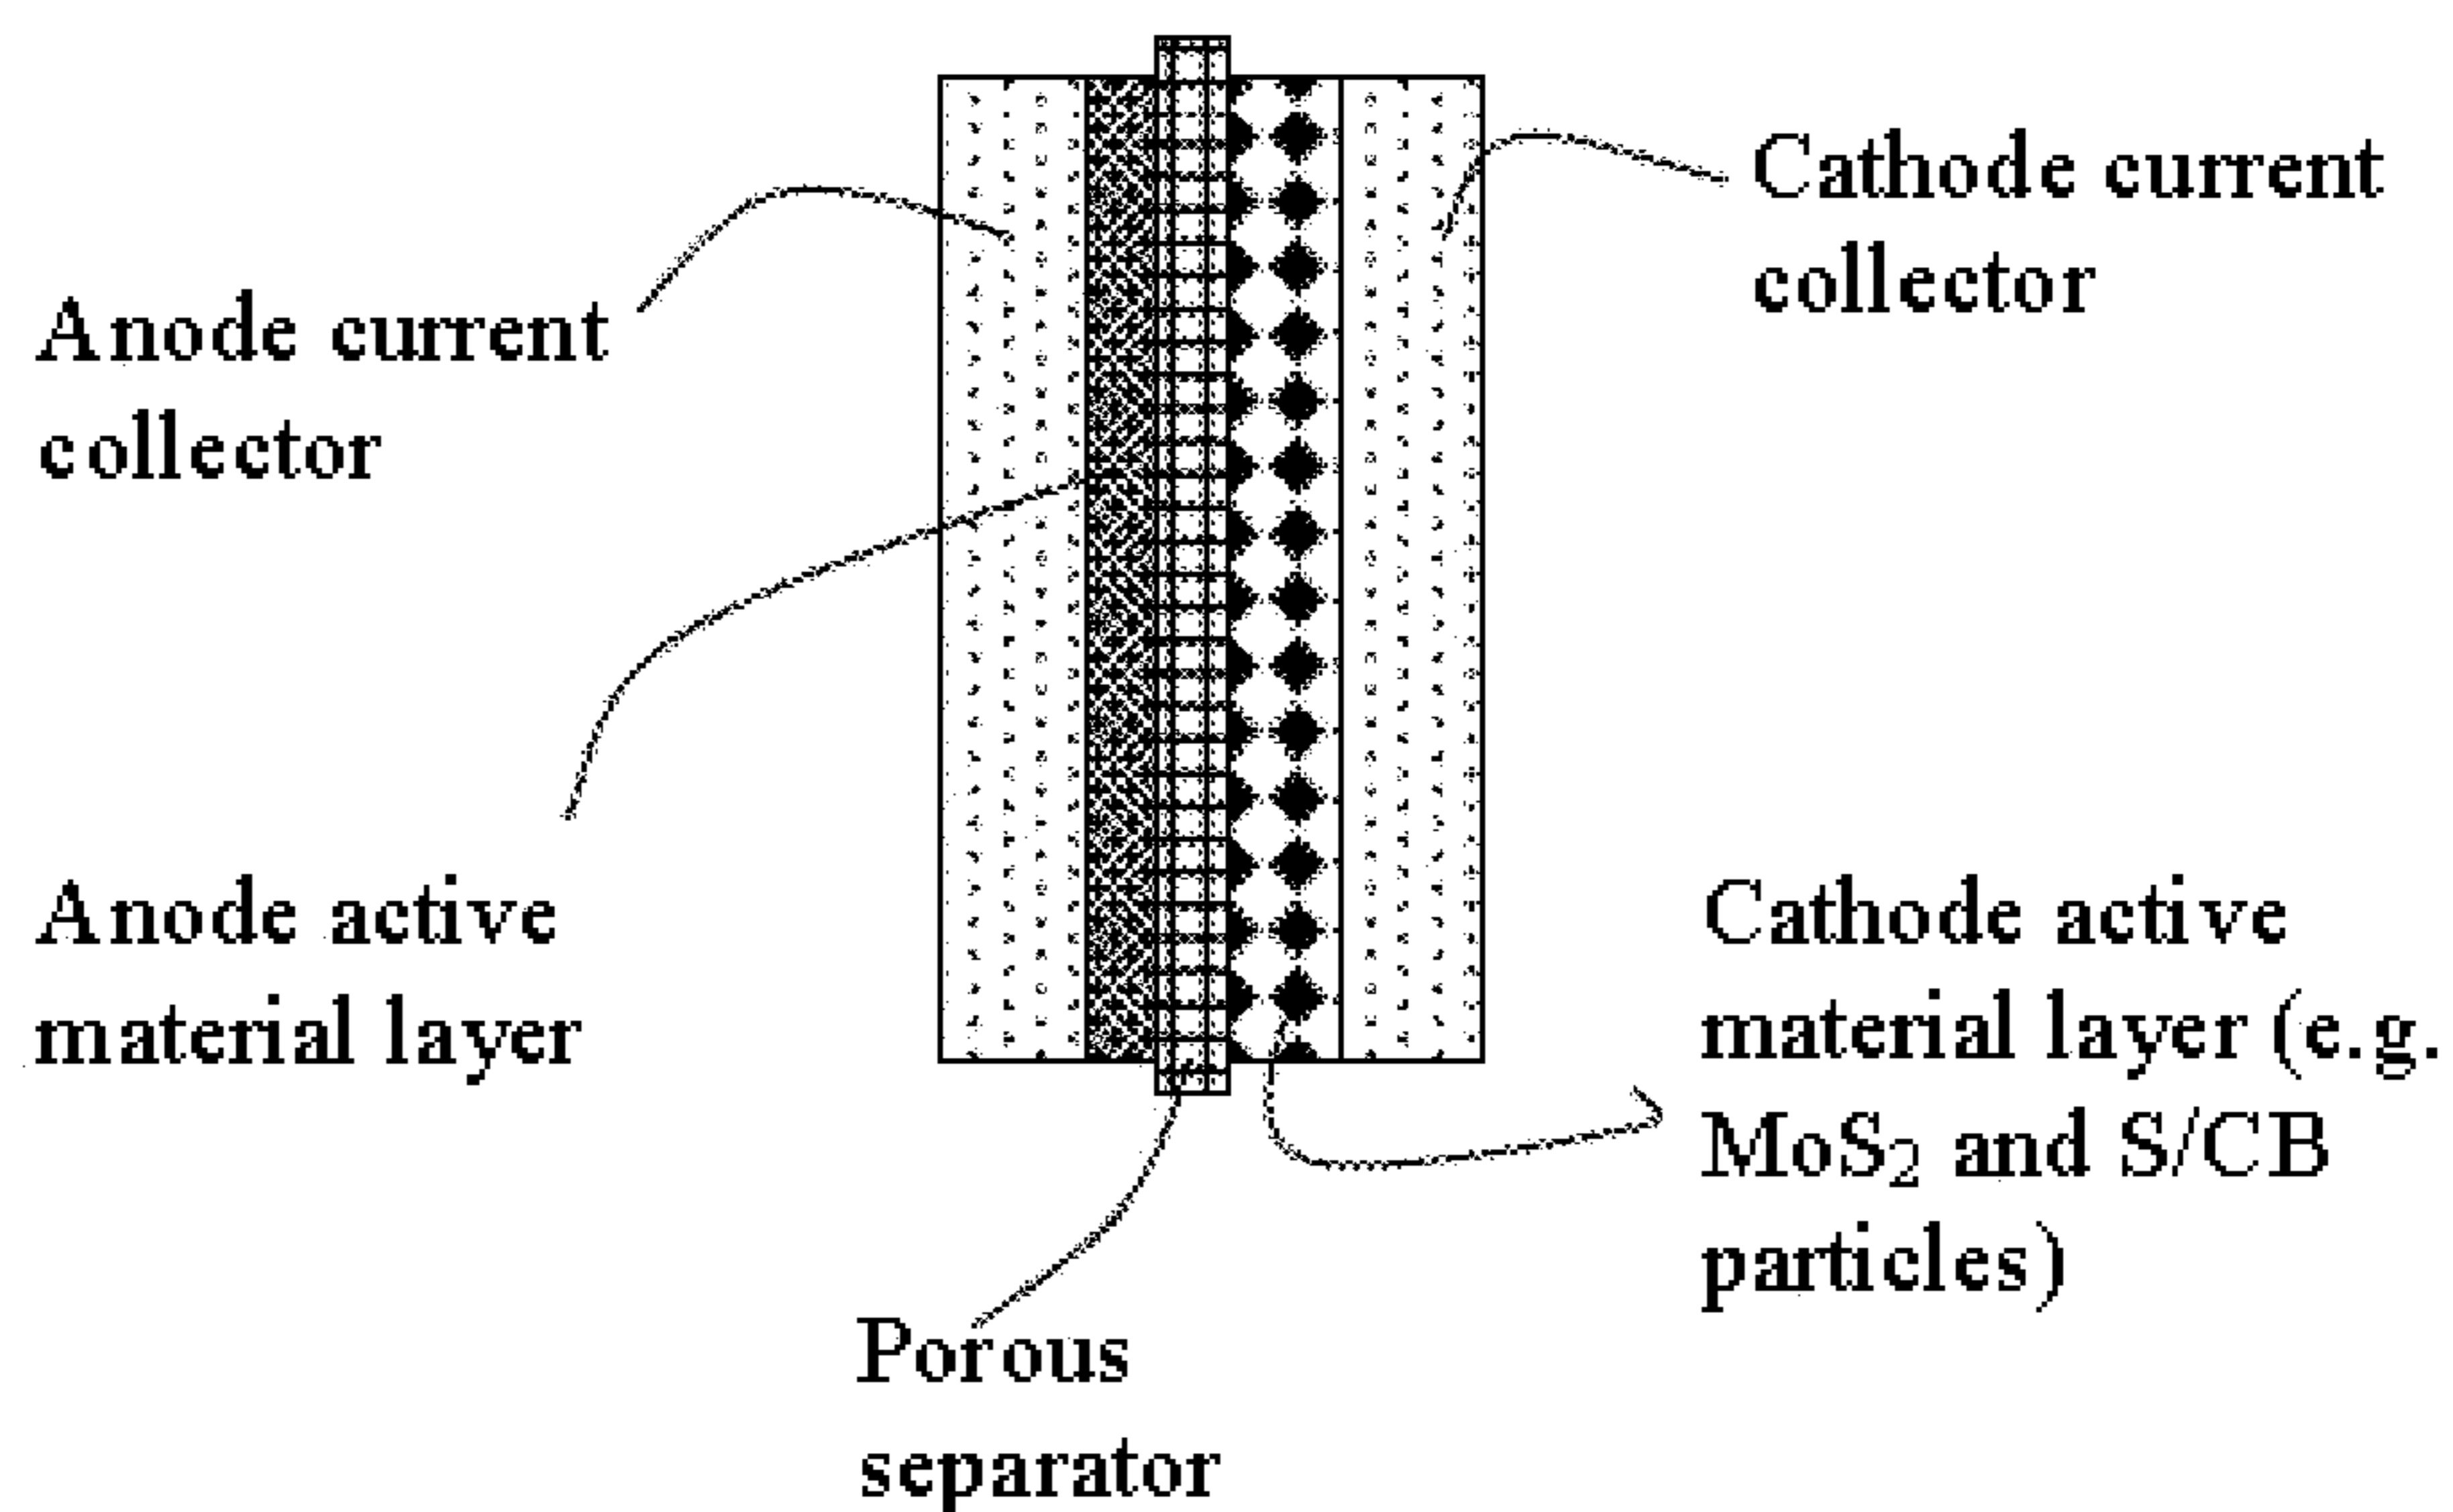 Anode current
collector
Cathode current
collector
Anode active
material layer
Cathode active
material layer (e.g.
MoS₂ and S/CB
particles)
Porous
separator